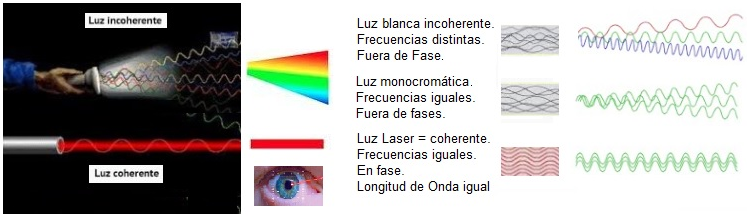 Luz incoherente
Luz coherente
Luz blanca incoherente.
Frecuencias distintas.
Fuera de Fase.
Luz monocromática.
Frecuencias iguales.
Fuera de fases.
Luz Laser = coherente.
Frecuencias iguales.
En fase.
Longitud de Onda igual